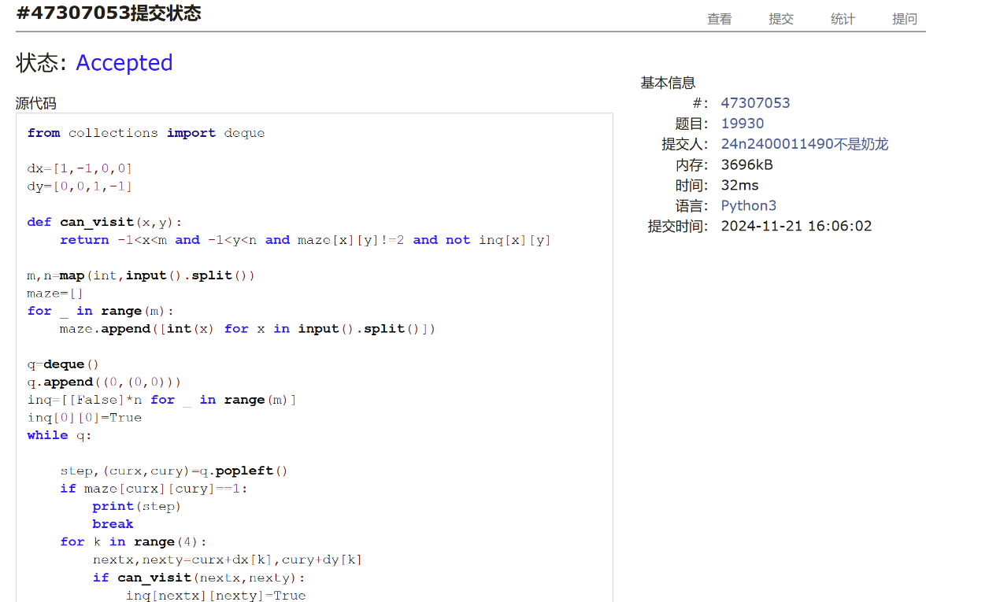 #47307053提交状态
查看 提交 统计 提问
状态: Accepted
源代码
from collections import deque
dx=[1,-1,0,0]
dy=[0,0,1,-1]
def can_visit(x,y):
    return -1<x<m and -1<y<n and maze[x][y]!=2 and not inq[x][y]
m,n=map(int,input().split())
maze=[]
for _ in range(m):
    maze.append([int(x) for x in input().split()])
q=deque()
q.append((0,(0,0)))
inq=[[False]*n for _ in range(m)]
inq[0][0]=True
while q:
    step,(curx,cury)=q.popleft()
    if maze[curx][cury]==1:
        print(step)
        break
    for k in range(4):
        nextx,nexty=curx+dx[k],cury+dy[k]
        if can_visit(nextx,nexty):
            inq[nextx][nexty]=True
基本信息
#: 47307053
题目: 19930
提交人: 24n2400011490不是奶龙
内存: 3696kB
时间: 32ms
语言: Python3
提交时间: 2024-11-21 16:06:02